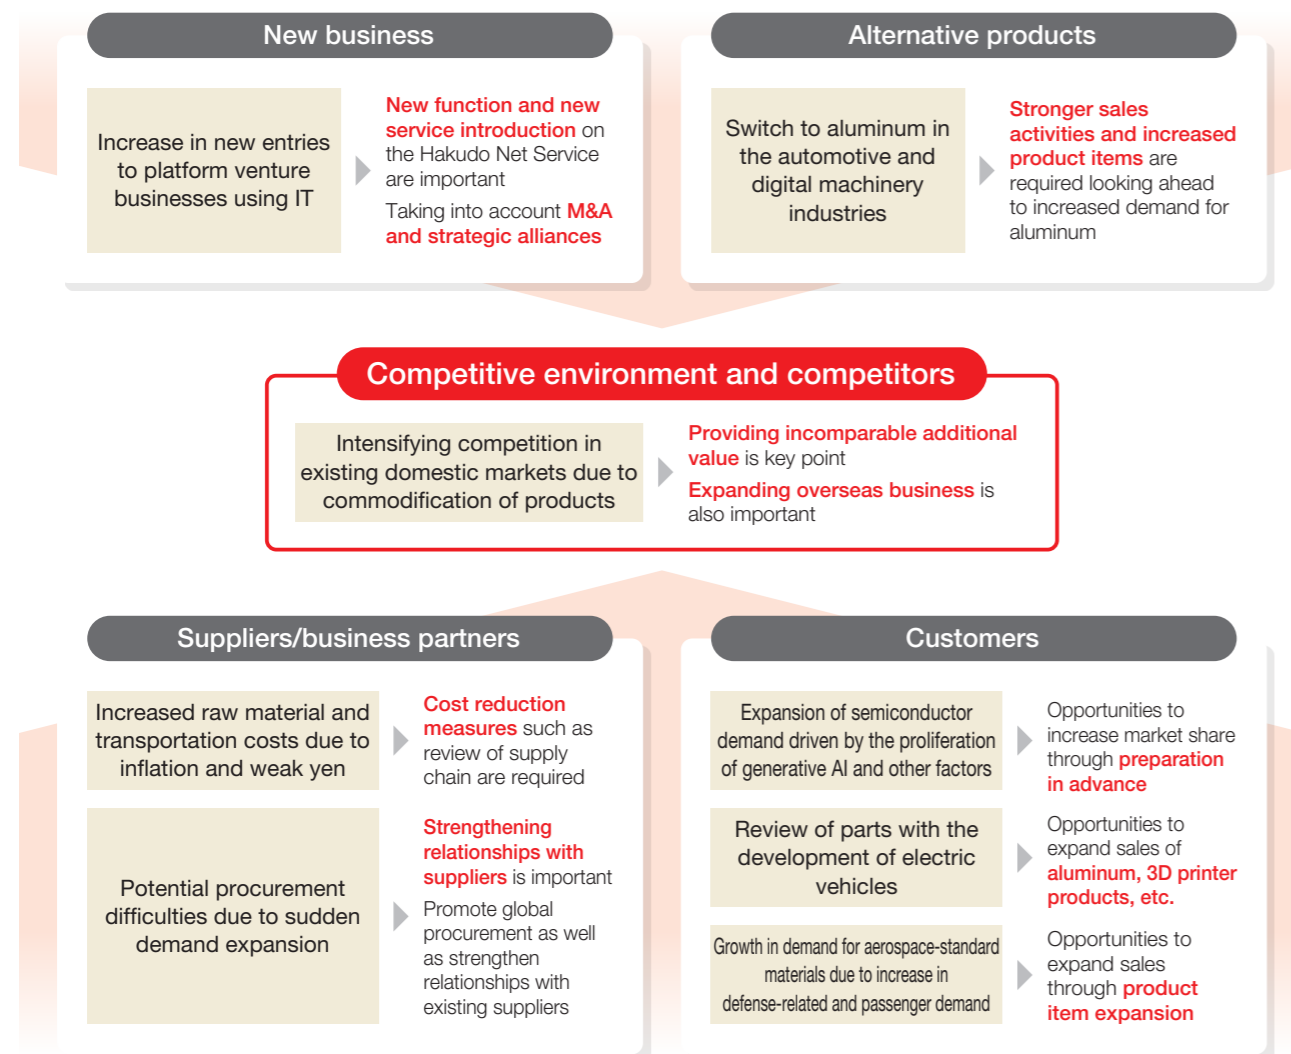 New business
Increase in new entries
to platform venture
businesses using IT
New function and new
service introduction on
the Hakudo Net Service
are important
Taking into account M&A
and strategic alliances
Alternative products
Switch to aluminum in
the automotive and
digital machinery
industries
Stronger sales
activities and increased
product items are
required looking ahead
to increased demand for
aluminum
Competitive environment and competitors
Intensifying competition in
existing domestic markets due to
commodification of products
Providing incomparable additional
value is key point
Expanding overseas business is
also important
Suppliers/business partners
Increased raw material and
transportation costs due to
inflation and weak yen
Cost reduction
measures such as
review of supply
chain are required
Potential procurement
difficulties due to sudden
demand expansion
Strengthening
relationships with
suppliers is important
Promote global
procurement as well
as strengthen
relationships with
existing suppliers
Customers
Expansion of semiconductor
demand driven by the proliferation
of generative AI and other factors
Opportunities to
increase market share
through preparation
in advance
Review of parts with the
development of electric
vehicles
Opportunities to
expand sales of
aluminum, 3D printer
products, etc.
Growth in demand for aerospace-standard
materials due to increase in
defense-related and passenger demand
Opportunities to
expand sales
through product
item expansion